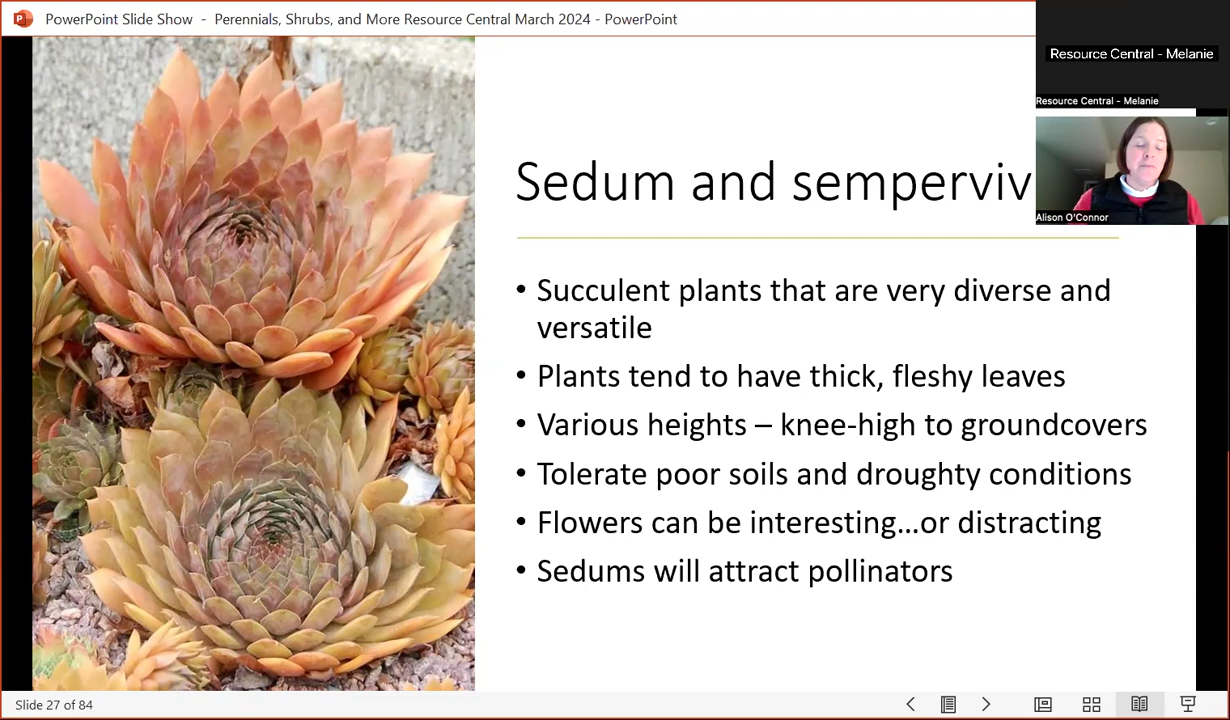 PowerPoint Slide Show - Perennials, Shrubs, and More Resource Central March 2024 - PowerPoint
Resource Central - Melanie
Resource Central - Melanie
Alison O'Connor
Sedum and semperviv
• Succulent plants that are very diverse and
versatile
• Plants tend to have thick, fleshy leaves
• Various heights – knee-high to groundcovers
• Tolerate poor soils and droughty conditions
• Flowers can be interesting...or distracting
• Sedums will attract pollinators
Slide 27 of 84